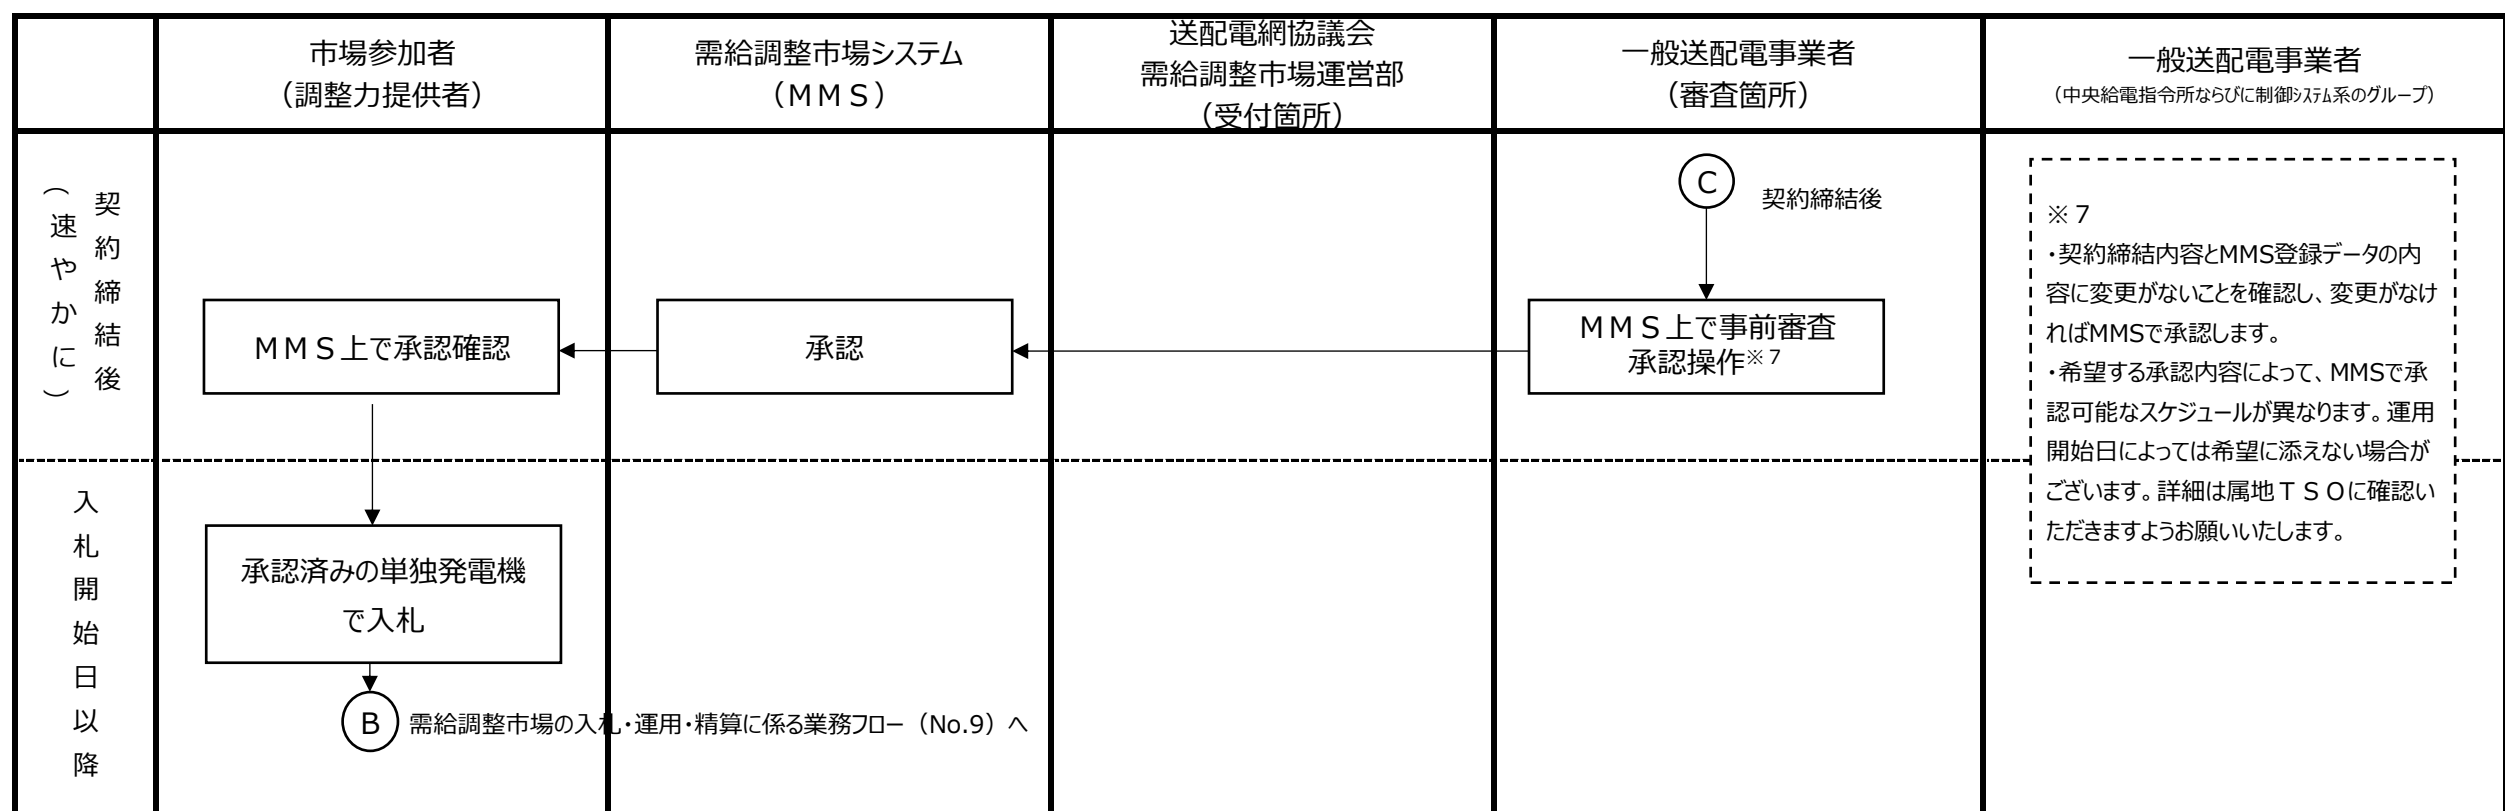 市場参加者
（調整力提供者）
需給調整市場システム
（ＭＭＳ）
送配電網協議会
需給調整市場運営部
（受付箇所）
一般送配電事業者
（審査箇所）
一般送配電事業者
（中央給電指令所ならびに制御ｼｽﾃﾑ系のグループ）
契約締結後
（速やかに）
C
契約締結後
ＭＭＳ上で承認確認
承認
ＭＭＳ上で事前審査
承認操作※７
※７
・契約締結内容とMMS登録データの内
容に変更がないことを確認し、変更がなけ
ればMMSで承認します。
・希望する承認内容によって、MMSで承
認可能なスケジュールが異なります。運用
開始日によっては希望に添えない場合が
ございます。詳細は属地ＴＳＯに確認い
ただきますようお願いいたします。
入札開始日以降
承認済みの単独発電機
で入札
B
需給調整市場の入札・運用・精算に係る業務フロー（No.9）へ